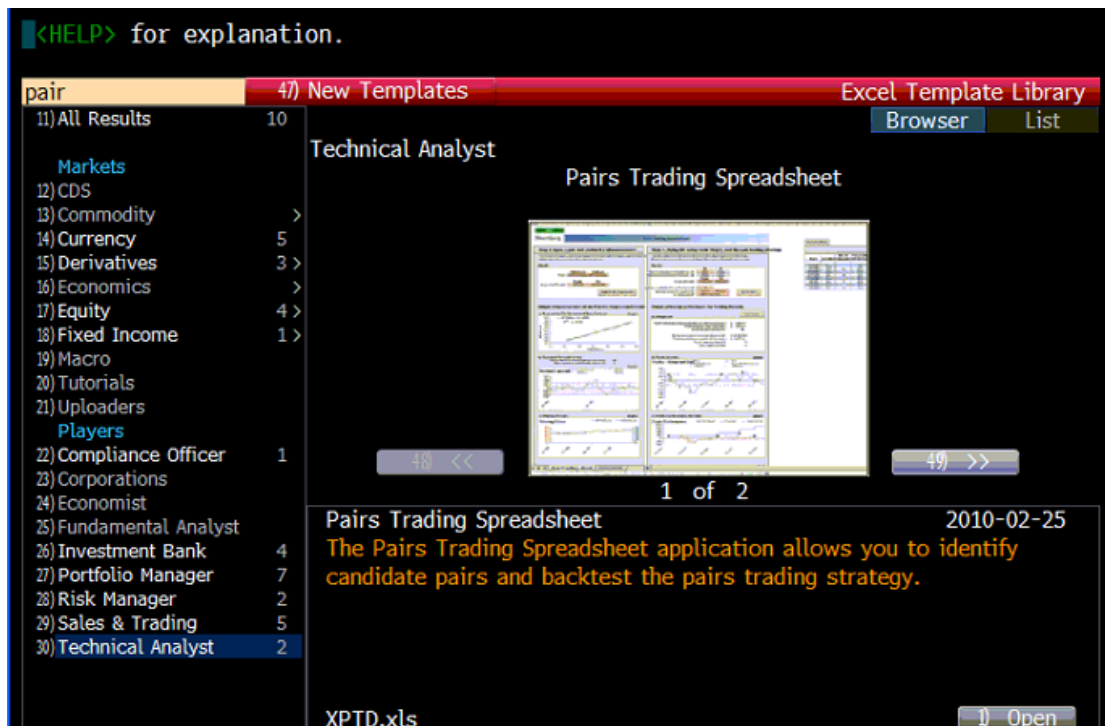 <HELP> for explanation.
pair 47) New Templates Excel Template Library
11) All Results 10 Browser List
Technical Analyst
Pairs Trading Spreadsheet
Markets
12) CDS
13) Commodity >
14) Currency 5
15) Derivatives 3 >
16) Economics >
17) Equity 4 >
18) Fixed Income 1 >
19) Macro
20) Tutorials
21) Uploaders
Players
22) Compliance Officer 1
23) Corporations
24) Economist
25) Fundamental Analyst
26) Investment Bank 4
27) Portfolio Manager 7
28) Risk Manager 2
29) Sales & Trading 5
30) Technical Analyst 2
48) << 49) >>
1 of 2
Pairs Trading Spreadsheet 2010-02-25
The Pairs Trading Spreadsheet application allows you to identify
candidate pairs and backtest the pairs trading strategy.
XPTD.xls 1) Open